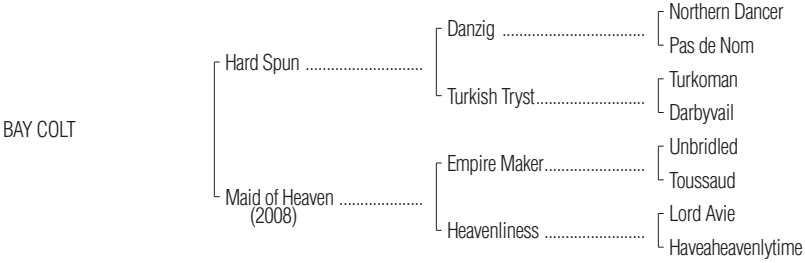 Northern Dancer
Danzig ................................
Pas de Nom
Hard Spun ..........................
Turkoman
Turkish Tryst........................
Darbyvail
BAY COLT
Unbridled
Empire Maker......................
Toussaud
Maid of Heaven ..................
(2008)
Lord Avie
Heavenliness ......................
Haveaheavenlytime